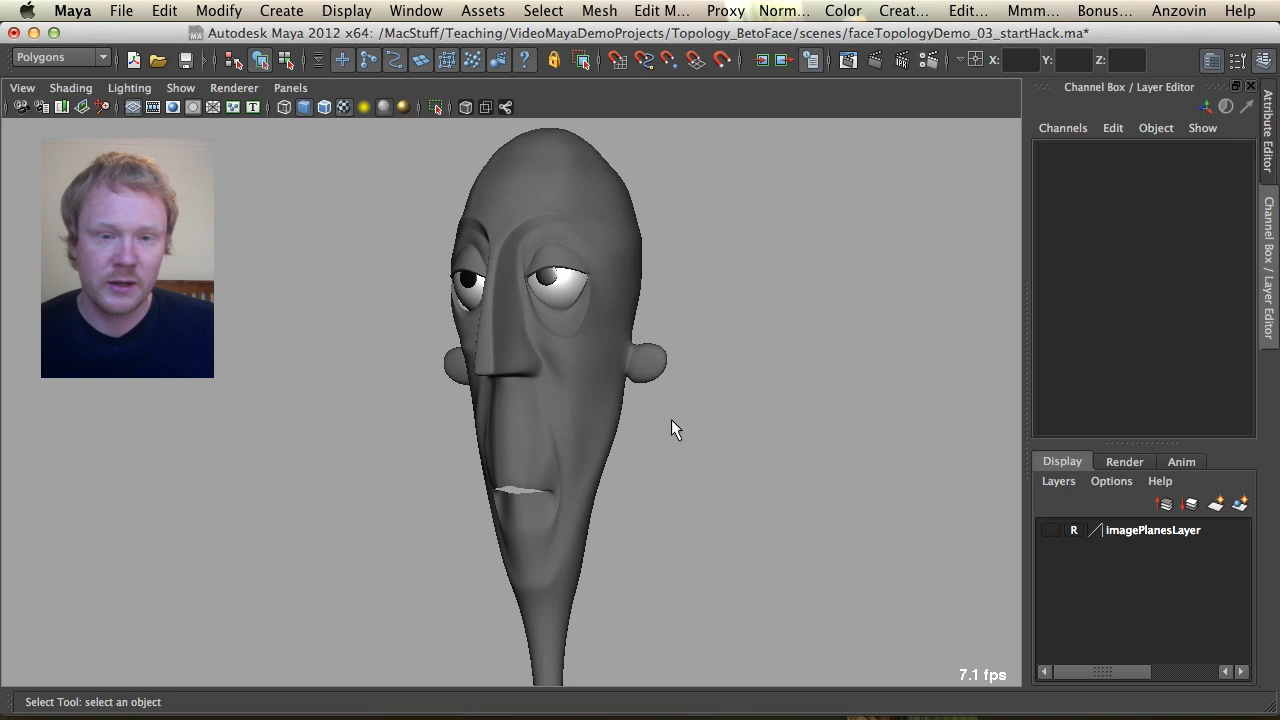 Maya File Edit Modify Create Display Window Assets Select Mesh Edit M... Proxy Norm... Color Creat... Edit... Mmm... Bonus... Anzovin Help
Autodesk Maya 2012 x64: /MacStuff/Teaching/VideoMayaDemoProjects/Topology_BetoFace/scenes/faceTopologyDemo_03_startHack.ma*
Polygons X: Y: Z:
View Shading Lighting Show Renderer Panels
Channel Box / Layer Editor
Channels Edit Object Show
Attribute Editor
Channel Box / Layer Editor
Display Render Anim
Layers Options Help
R imagePlanesLayer
7.1 fps
Select Tool: select an object